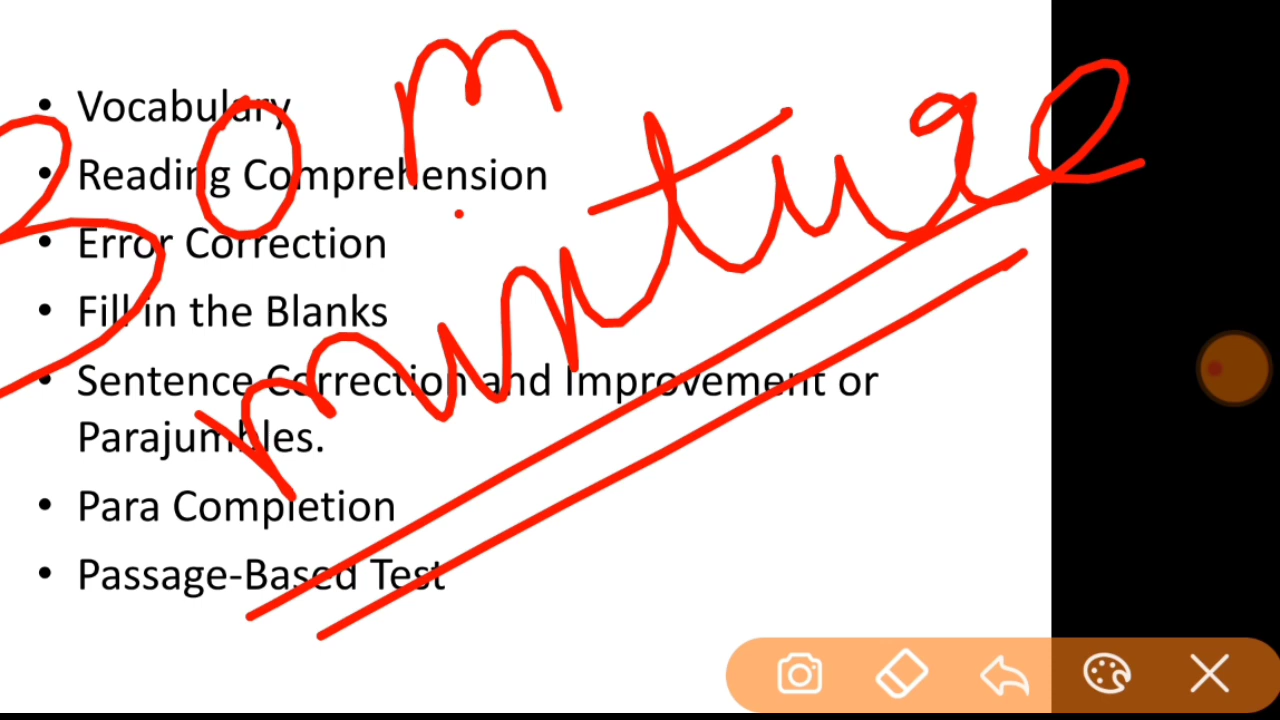 • Vocabulary
• Reading Comprehension
• Error Correction
• Fill in the Blanks
• Sentence Correction and Improvement or
Parajumbles.
• Para Completion
• Passage-Based Test
30 m